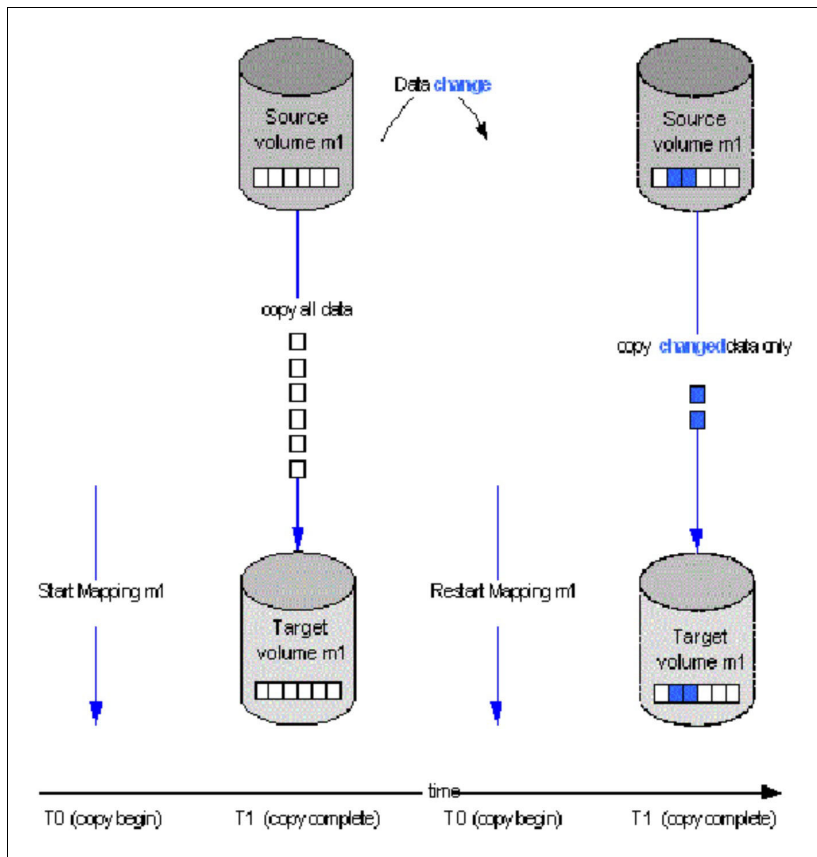 Data change
Source
volume m1
Source
volume m1
copy all data
copy changed data only
Start Mapping m1
Restart Mapping m1
Target
volume m1
Target
volume m1
time
T0 (copy begin)
T1 (copy complete)
T0 (copy begin)
T1 (copy complete)